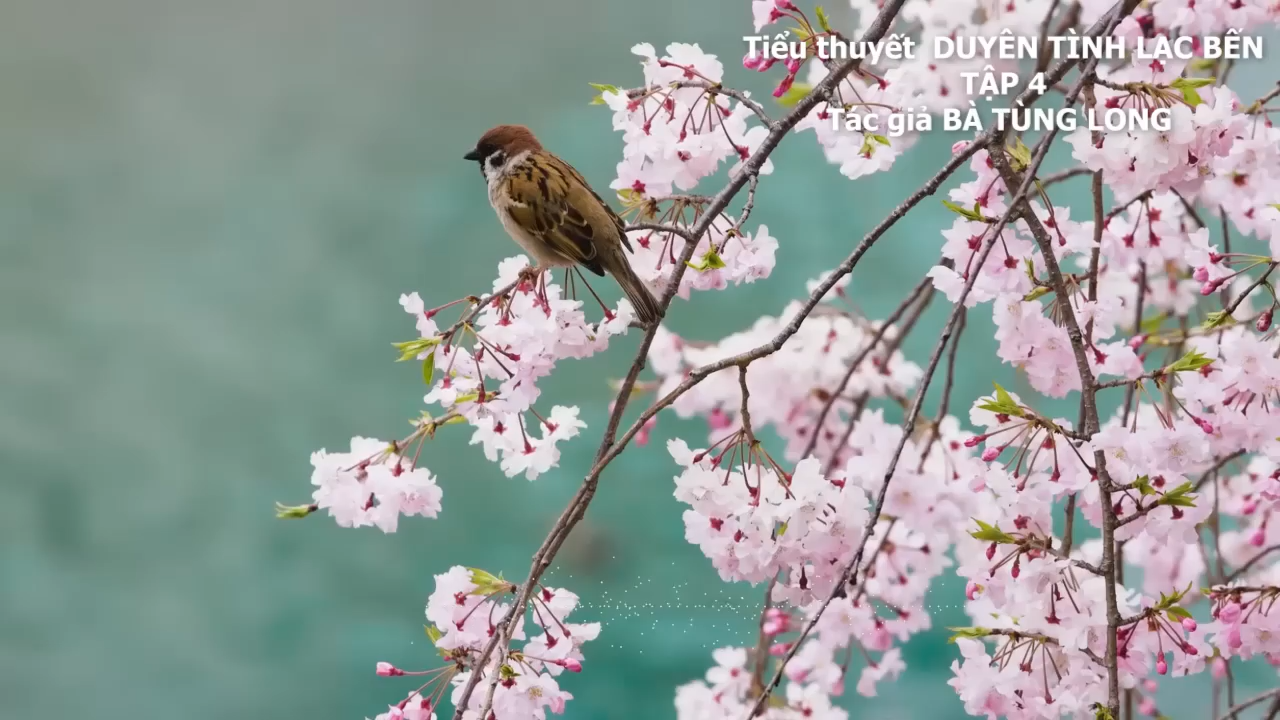 Tiểu thuyết  DUYÊN TÌNH LẠC BẾN
TẬP 4
Tác giả BÀ TÙNG LONG